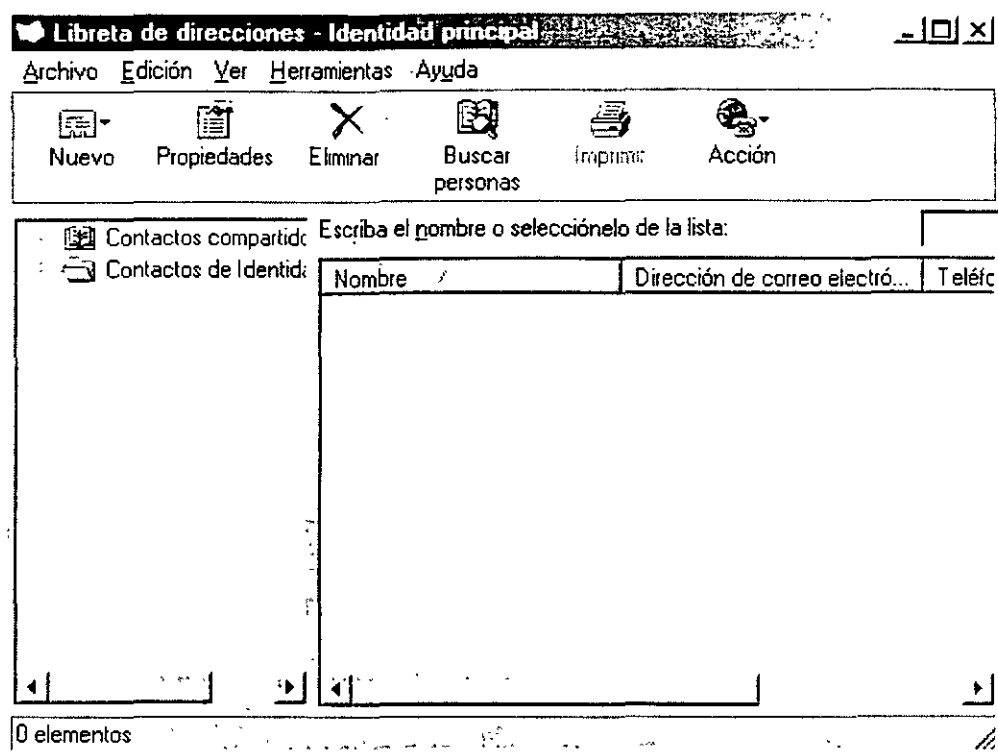 Libreta de direcciones - Identidad principal
Archivo Edición Ver Herramientas Ayuda
Nuevo Propiedades Eliminar Buscar personas Imprimir Acción
Escriba el nombre o selecciónelo de la lista:
Contactos compartido
Contactos de Identida
Nombre Dirección de correo electró... Teléfo
0 elementos